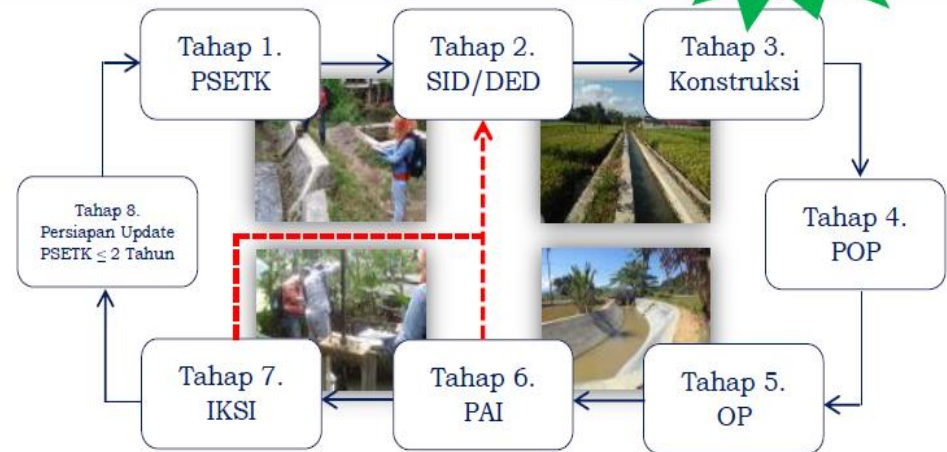 Tahap 1.
PSETK
Tahap 2.
SID/DED
Tahap 3.
Konstruksi
Tahap 4.
POP
Tahap 5.
OP
Tahap 6.
PAI
Tahap 7.
IKSI
Tahap 8.
Persiapan Update
PSETK ≤ 2 Tahun